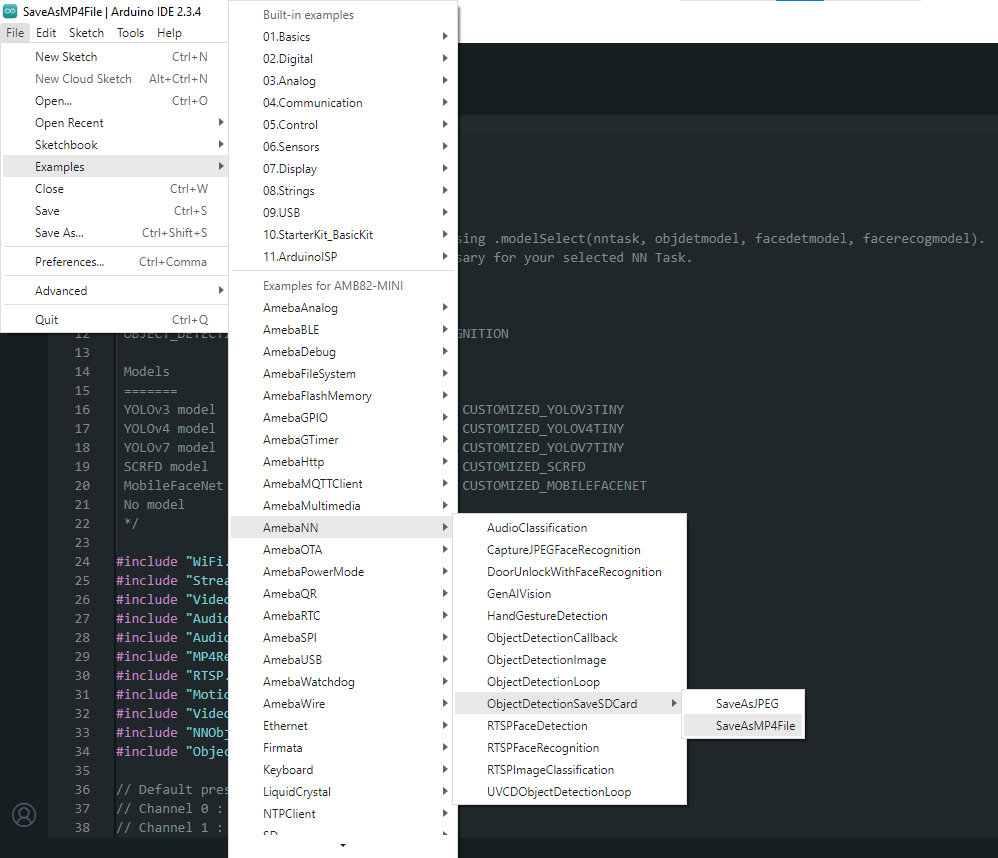 SaveAsMP4File | Arduino IDE 2.3.4
File Edit Sketch Tools Help
New Sketch Ctrl+N
New Cloud Sketch Alt+Ctrl+N
Open... Ctrl+O
Open Recent
Sketchbook
Examples
Close Ctrl+W
Save Ctrl+S
Save As... Ctrl+Shift+S
Preferences... Ctrl+Comma
Advanced
Quit Ctrl+Q
Built-in examples
01.Basics
02.Digital
03.Analog
04.Communication
05.Control
06.Sensors
07.Display
08.Strings
09.USB
10.StarterKit_BasicKit
11.ArduinoISP
Examples for AMB82-MINI
AmebaAnalog
AmebaBLE
AmebaDebug
AmebaFileSystem
AmebaFlashMemory
AmebaGPIO
AmebaGTimer
AmebaHttp
AmebaMQTTClient
AmebaMultimedia
AmebaNN
AmebaOTA
AmebaPowerMode
AmebaQR
AmebaRTC
AmebaSPI
AmebaUSB
AmebaWatchdog
AmebaWire
Ethernet
Firmata
Keyboard
LiquidCrystal
NTPClient
AudioClassification
CaptureJPEGFaceRecognition
DoorUnlockWithFaceRecognition
GenAIVision
HandGestureDetection
ObjectDetectionCallback
ObjectDetectionImage
ObjectDetectionLoop
ObjectDetectionSaveSDCard
RTSPFaceDetection
RTSPFaceRecognition
RTSPImageClassification
UVCDObjectDetectionLoop
SaveAsJPEG
SaveAsMP4File
sing .modelSelect(nntask, objdetmodel, facedetmodel, facerecogmodel).
sary for your selected NN Task.
12 OBJECT_DETECTI GNITION
13
14 Models
15 =======
16 YOLOv3 model CUSTOMIZED_YOLOV3TINY
17 YOLOv4 model CUSTOMIZED_YOLOV4TINY
18 YOLOv7 model CUSTOMIZED_YOLOV7TINY
19 SCRFD model CUSTOMIZED_SCRFD
20 MobileFaceNet CUSTOMIZED_MOBILEFACENET
21 No model
22 */
23
24 #include "WiFi.
25 #include "Strea
26 #include "Video
27 #include "Audio
28 #include "Audio
29 #include "MP4Re
30 #include "RTSP.
31 #include "Motio
32 #include "Video
33 #include "NNObj
34 #include "Objec
35
36 // Default pres
37 // Channel 0 :
38 // Channel 1 :